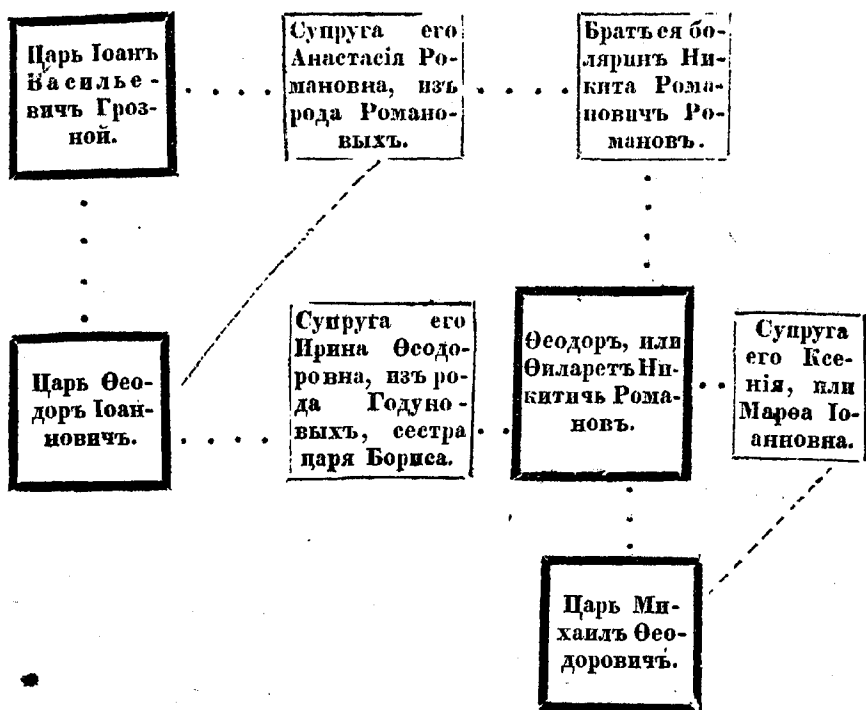 Царь Іоанъ
Василье-
вичъ Гроз-
ной.
Супруга его
Анастасія Ро-
мановна, изъ
рода Романо-
выхъ.
Братъ ея бо-
ляринъ Ни-
кита Рома-
новичъ Ро-
мановъ.
Царь Ѳео-
доръ Іоан-
новичъ.
Супруга его
Ирина Ѳеодо-
ровна, изъ ро-
да Годуно-
выхъ, сестра
царя Бориса.
Ѳеодоръ, или
Ѳиларетъ Ни-
китичь Рома-
новъ.
Супруга
его Ксе-
нія, или
Марѳа Іо-
анновна.
Царь Ми-
хаилъ Ѳео-
доровичъ.